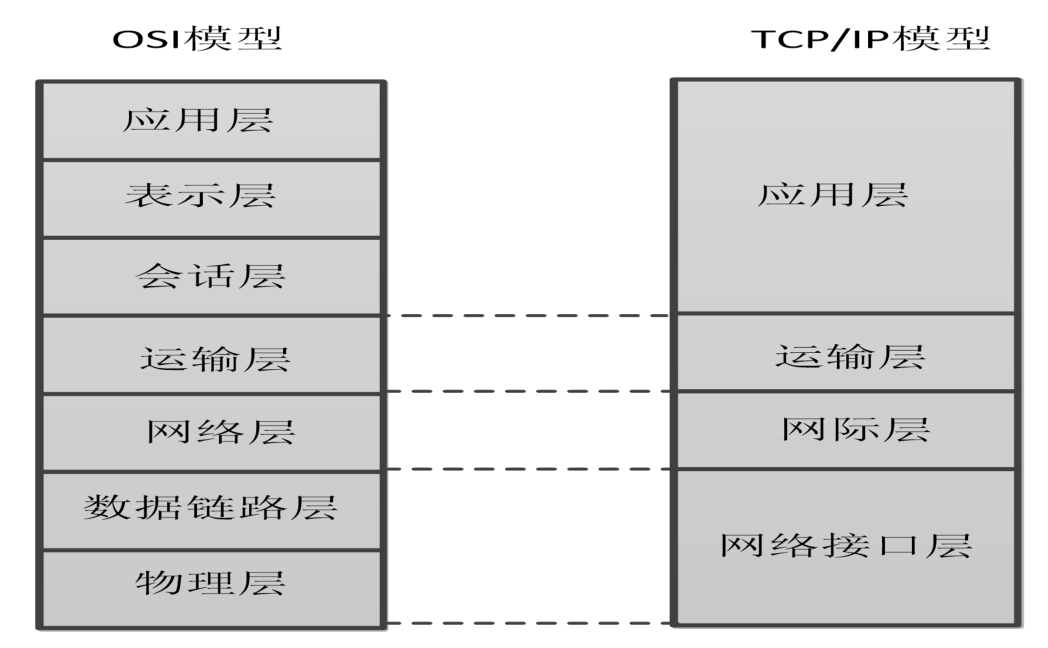 OSI模型
应用层
表示层
会话层
运输层
网络层
数据链路层
物理层
TCP/IP模型
应用层
运输层
网际层
网络接口层